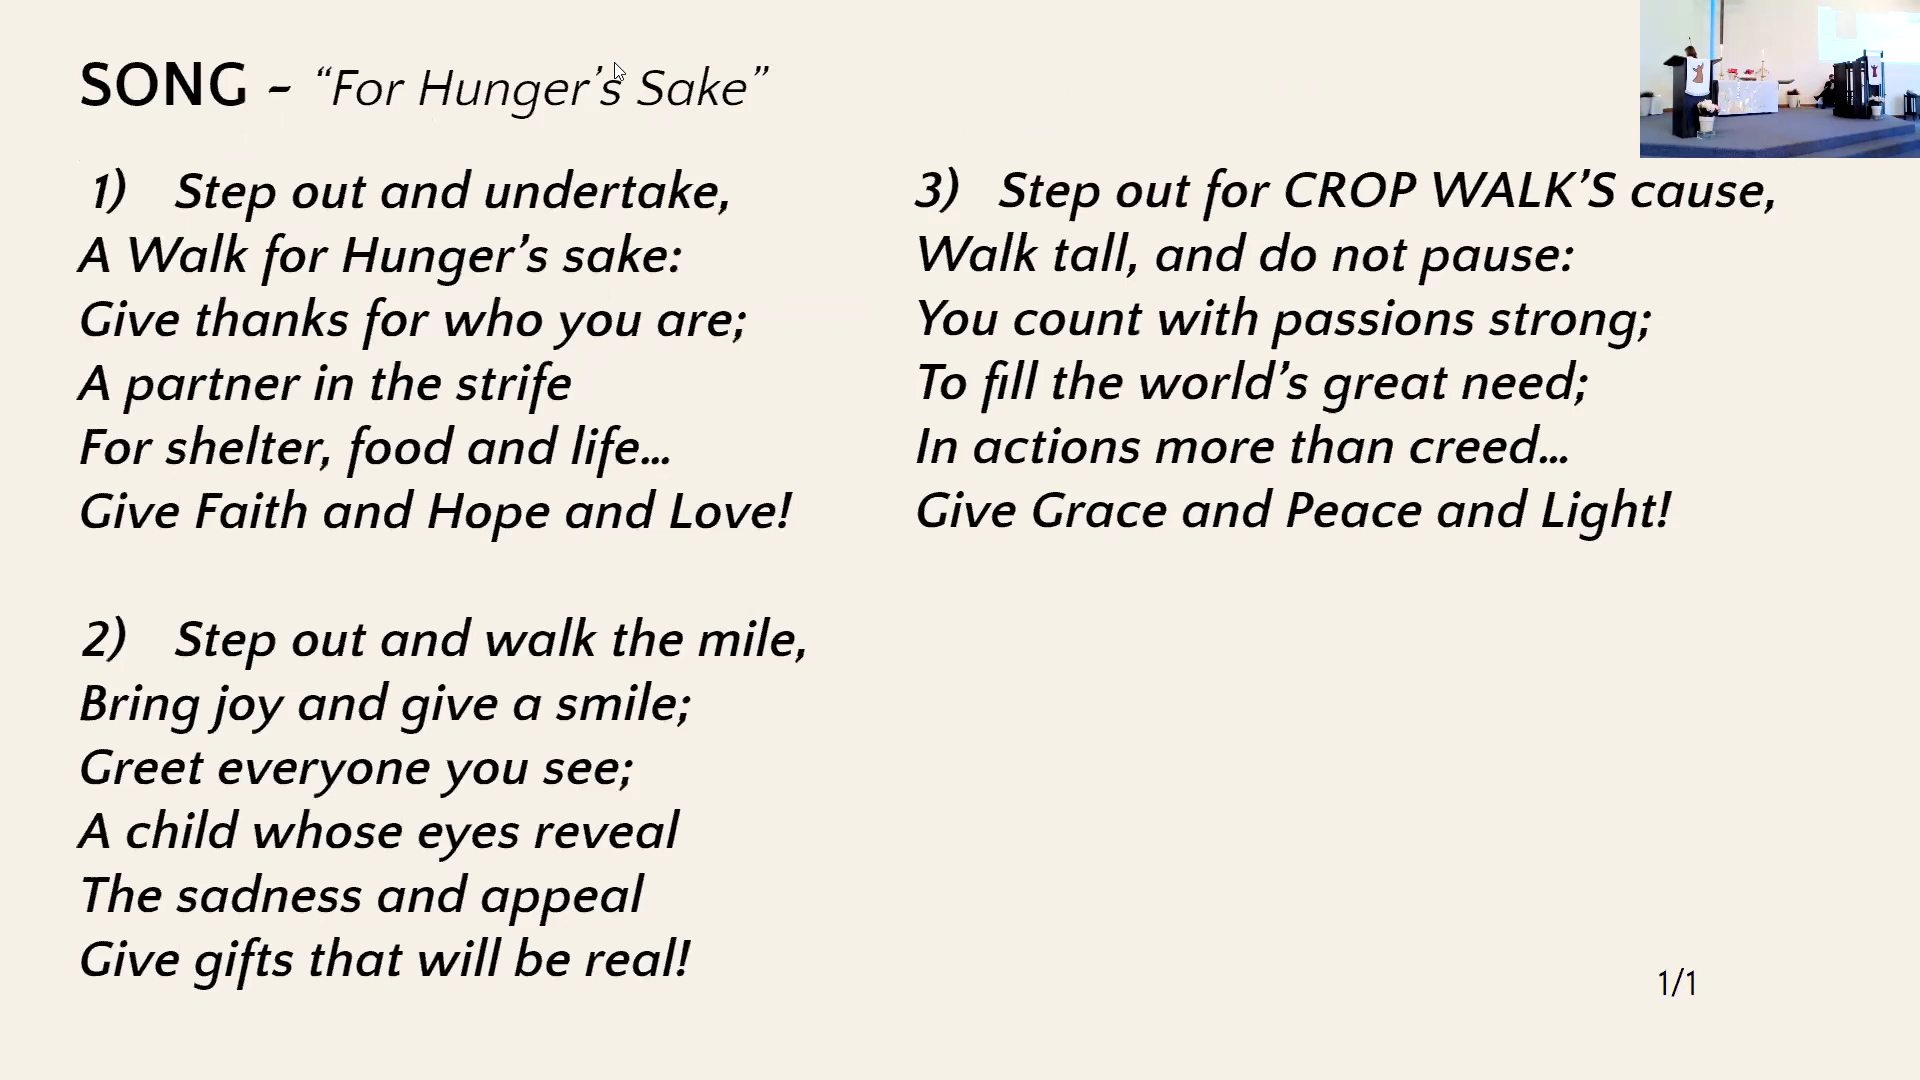 SONG ~ “For Hunger’s Sake”
1) Step out and undertake,
A Walk for Hunger’s sake:
Give thanks for who you are;
A partner in the strife
For shelter, food and life...
Give Faith and Hope and Love!
2) Step out and walk the mile,
Bring joy and give a smile;
Greet everyone you see;
A child whose eyes reveal
The sadness and appeal
Give gifts that will be real!
3) Step out for CROP WALK’S cause,
Walk tall, and do not pause:
You count with passions strong;
To fill the world’s great need;
In actions more than creed...
Give Grace and Peace and Light!
1/1